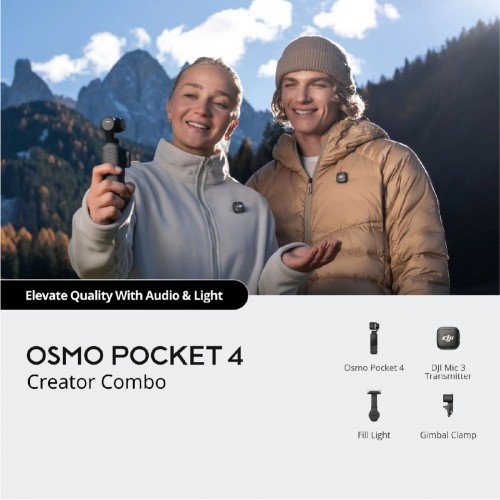 Elevate Quality With Audio & Light
OSMO POCKET 4
Creator Combo
Osmo Pocket 4
DJI Mic 3
Transmitter
Fill Light
Gimbal Clamp
dji